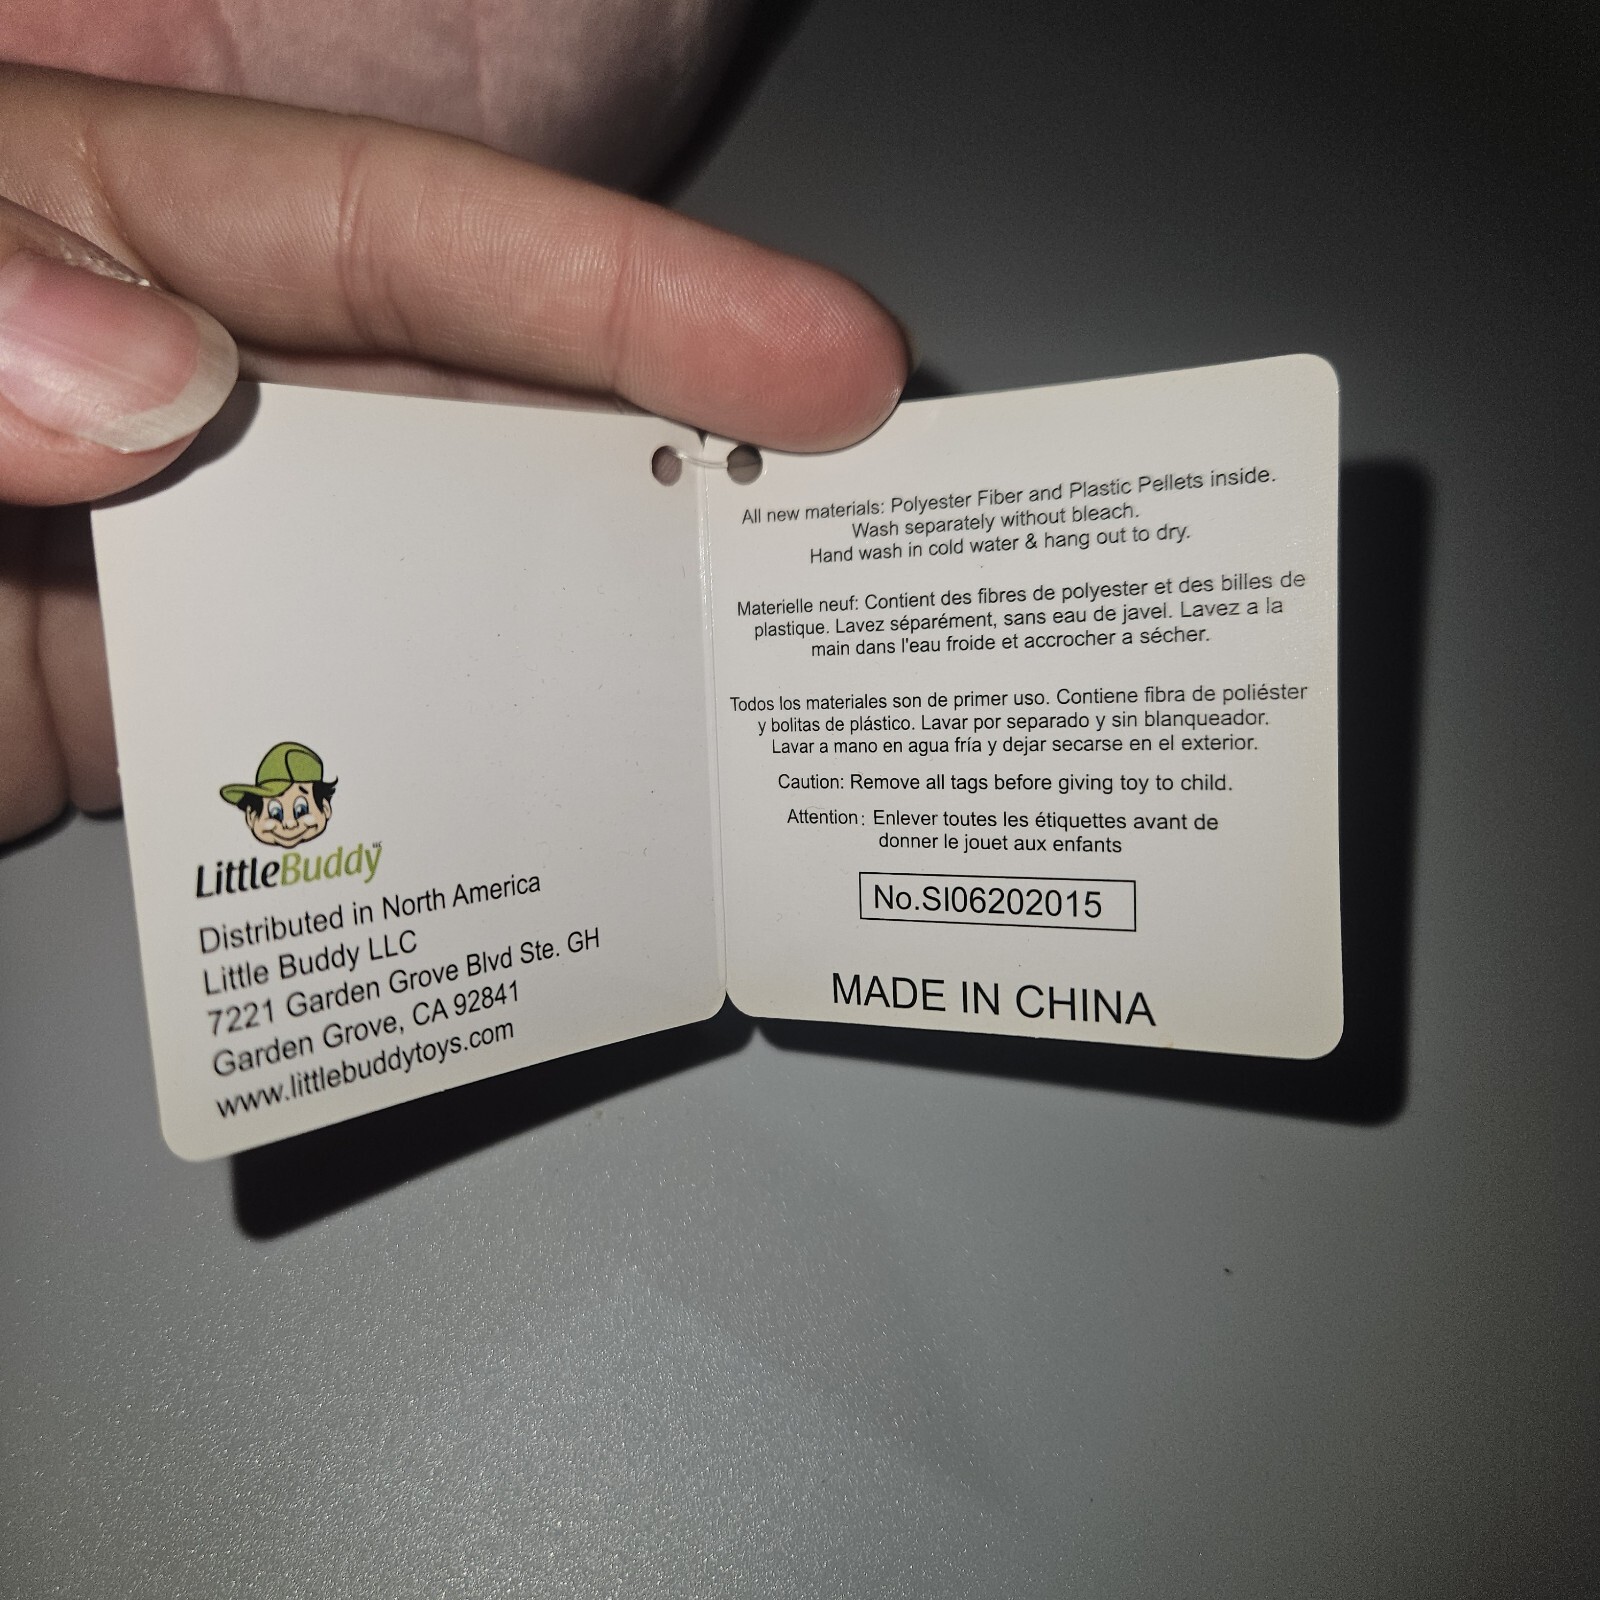 LittleBuddy LLC
Distributed in North America
Little Buddy LLC
7221 Garden Grove Blvd Ste. GH
Garden Grove, CA 92841
www.littlebuddytoys.com
All new materials: Polyester Fiber and Plastic Pellets inside.
Wash separately without bleach.
Hand wash in cold water & hang out to dry.
Materielle neuf: Contient des fibres de polyester et des billes de
plastique. Lavez séparément, sans eau de javel. Lavez a la
main dans l'eau froide et accrocher a sécher.
Todos los materiales son de primer uso. Contiene fibra de poliéster
y bolitas de plástico. Lavar por separado y sin blanqueador.
Lavar a mano en agua fría y dejar secarse en el exterior.
Caution: Remove all tags before giving toy to child.
Attention: Enlever toutes les étiquettes avant de
donner le jouet aux enfants
No.SI06202015
MADE IN CHINA